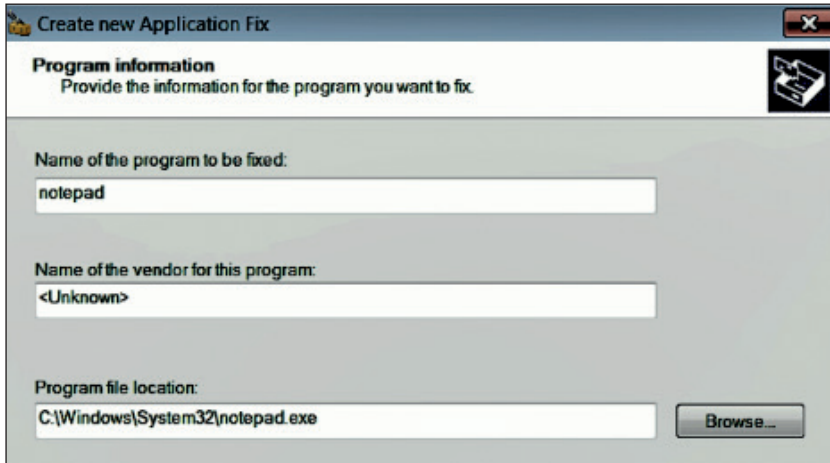 Create new Application Fix
Program information
Provide the information for the program you want to fix.
Name of the program to be fixed:
notepad
Name of the vendor for this program:
<Unknown>
Program file location:
C:\Windows\System32\notepad.exe
Browse...